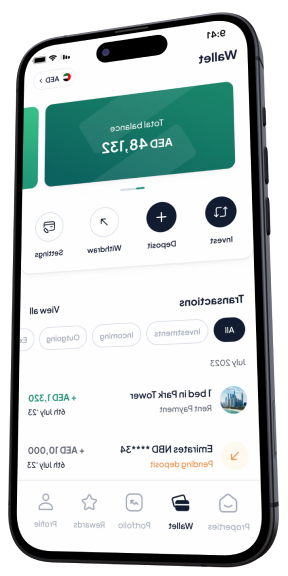 9:41
Wallet AED
Total balance
AED 48,132
Invest Deposit Withdraw Settings
Transactions View all
All Investments Incoming Outgoing Ex
July 2023
1 bed in Park Tower + AED 1,320
Rent Payment 6th July '23
Emirates NBD ****34 + AED 10,000
Pending deposit 6th July '23
Properties Wallet Portfolio Rewards Profile